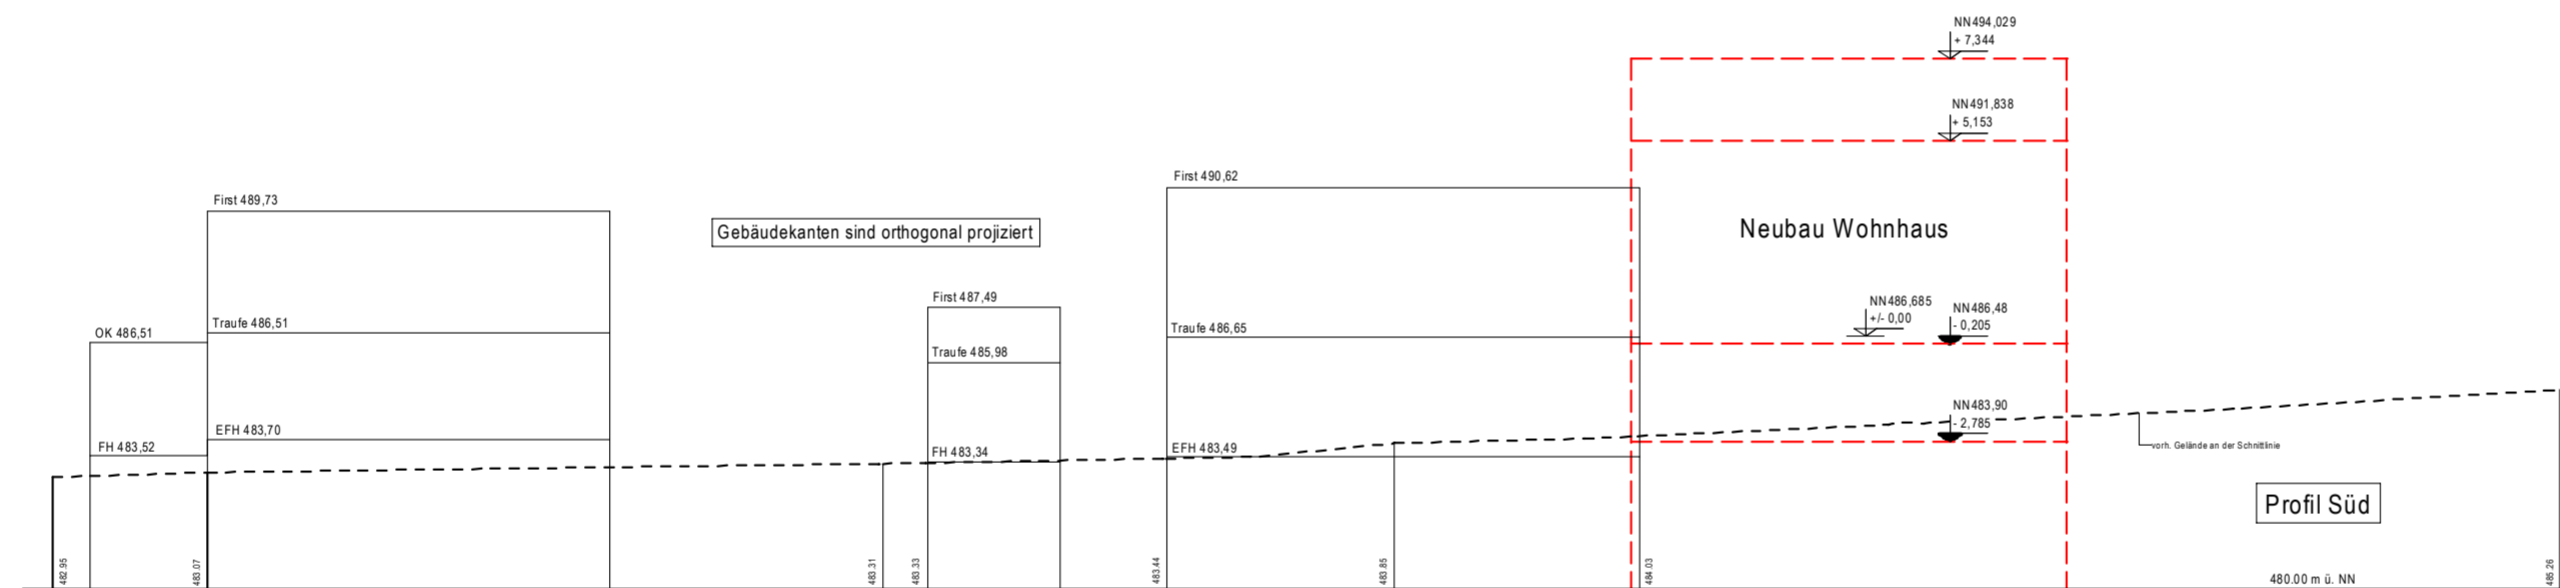 NN494,029
+ 7,344
NN491,838
+ 5,153
First 490,62
First 489,73
Gebäudekanten sind orthogonal projiziert
Neubau Wohnhaus
First 487,49
NN486,685
+/- 0,00
NN486,48
- 0,205
OK 486,51
Traufe 486,51
Traufe 486,65
Traufe 485,98
NN483,90
- 2,785
FH 483,52
EFH 483,70
FH 483,34
EFH 483,49
vorh. Gelände an der Schnittlinie
Profil Süd
482.95
483.07
483.31
483.33
483.44
483.85
484.03
480.00 m ü. NN
485.26